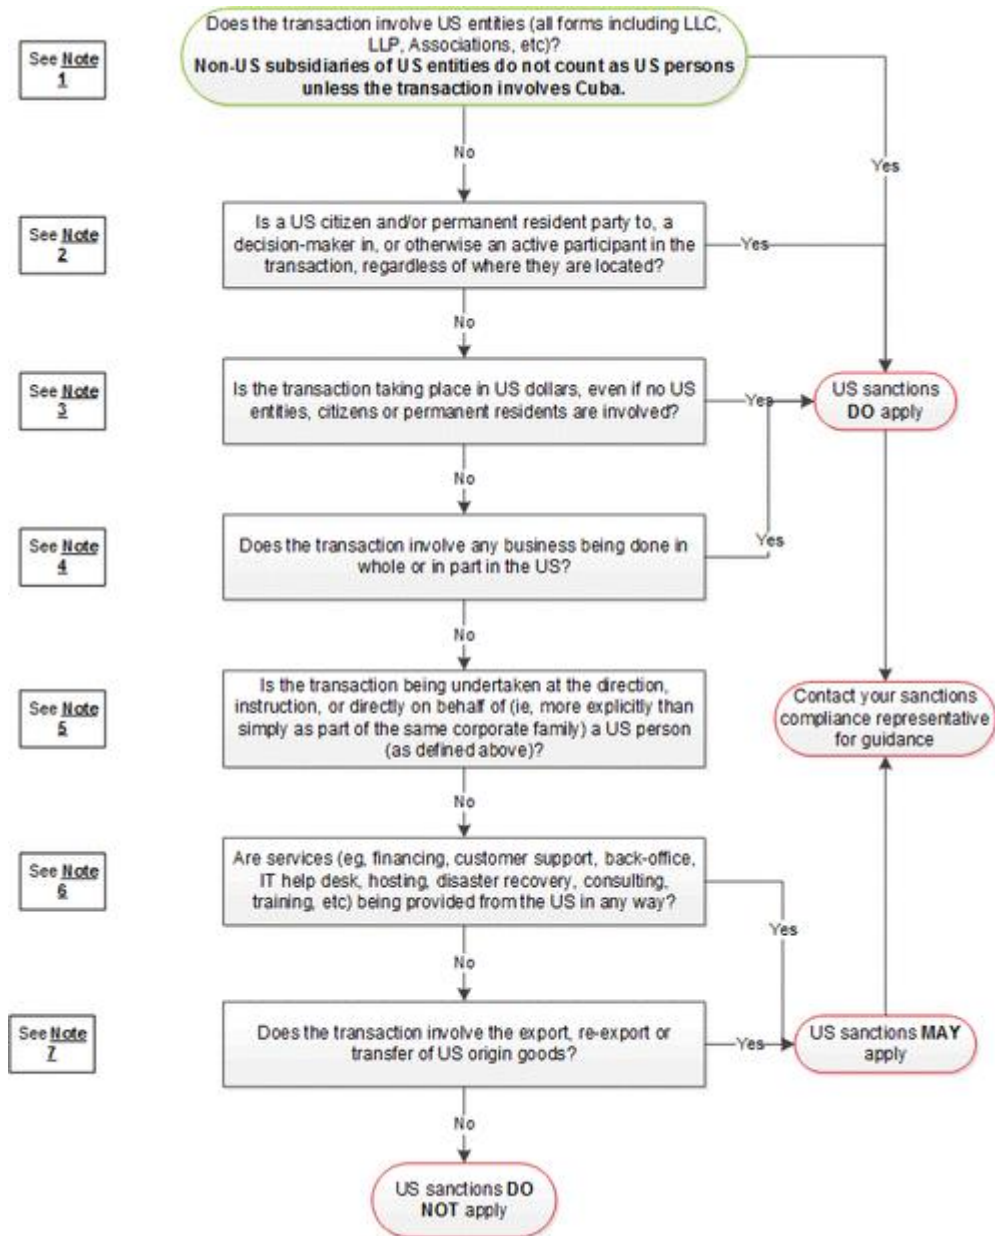 Does the transaction involve US entities (all forms including LLC,
LLP, Associations, etc)?
Non-US subsidiaries of US entities do not count as US persons
unless the transaction involves Cuba.
See Note
1
No
Yes
Is a US citizen and/or permanent resident party to, a
decision-maker in, or otherwise an active participant in the
transaction, regardless of where they are located?
See Note
2
Yes
No
Is the transaction taking place in US dollars, even if no US
entities, citizens or permanent residents are involved?
See Note
3
Yes
US sanctions
DO apply
No
Does the transaction involve any business being done in
whole or in part in the US?
See Note
4
Yes
No
Is the transaction being undertaken at the direction,
instruction, or directly on behalf of (ie, more explicitly than
simply as part of the same corporate family) a US person
(as defined above)?
See Note
5
Contact your sanctions
compliance representative
for guidance
No
Are services (eg, financing, customer support, back-office,
IT help desk, hosting, disaster recovery, consulting,
training, etc) being provided from the US in any way?
See Note
6
Yes
No
Does the transaction involve the export, re-export or
transfer of US origin goods?
See Note
7
Yes
US sanctions MAY
apply
No
US sanctions DO
NOT apply